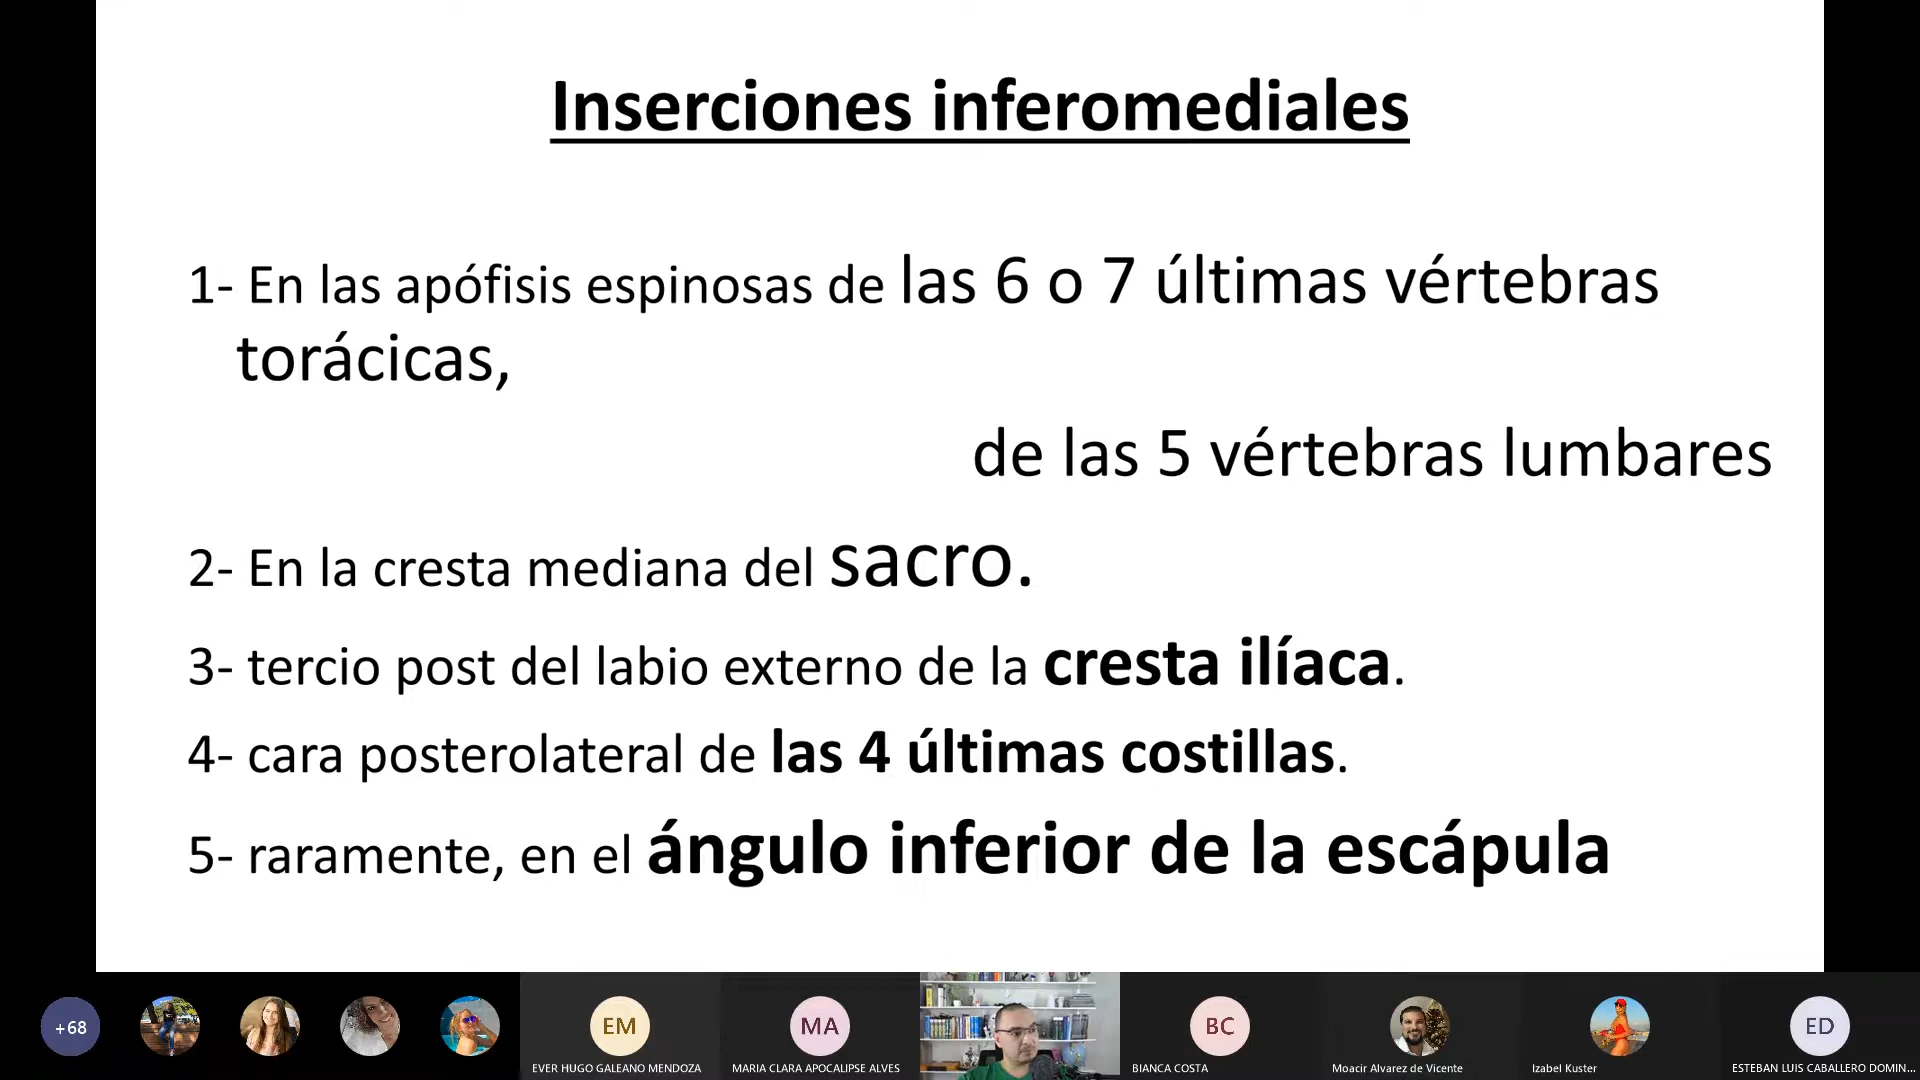 Inserciones inferomediales
1- En las apófisis espinosas de las 6 o 7 últimas vértebras
torácicas,
de las 5 vértebras lumbares
2- En la cresta mediana del sacro.
3- tercio post del labio externo de la cresta ilíaca.
4- cara posterolateral de las 4 últimas costillas.
5- raramente, en el ángulo inferior de la escápula
+68
EM
MA
BC
ED
EVER HUGO GALEANO MENDOZA
MARIA CLARA APOCALIPSE ALVES
BIANCA COSTA
Moacir Alvarez de Vicente
Izabel Kuster
ESTEBAN LUIS CABALLERO DOMIN...